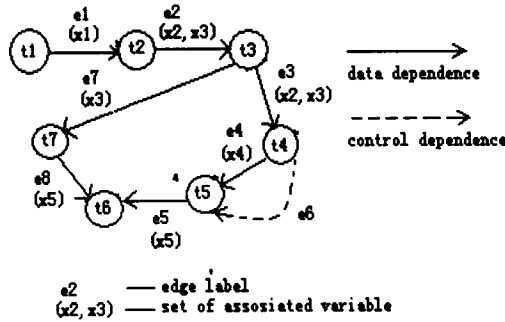 e1
(x1)
e2
(x2, x3)
t1
t2
t3
e7
(x3)
e3
(x2, x3)
data dependence
t7
e4
(x4)
t4
control dependence
e8
(x5)
t5
t6
e5
(x5)
e6
e2 — edge label
(x2, x3) — set of assosiated variable